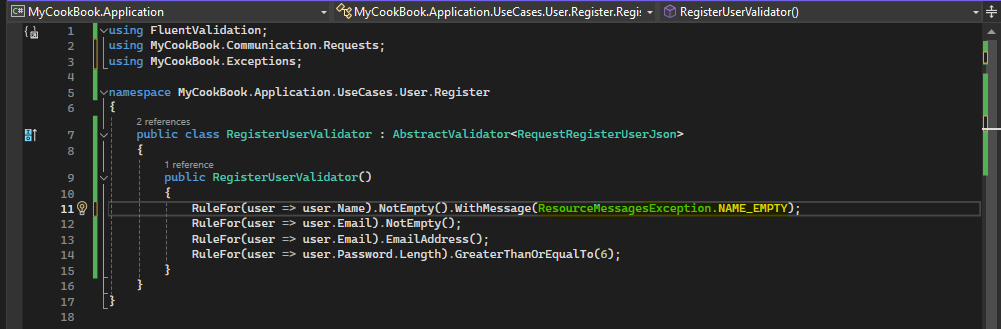 C# MyCookBook.Application MyCookBook.Application.UseCases.User.Register.Regi RegisterUserValidator()
1 using FluentValidation;
2 using MyCookBook.Communication.Requests;
3 using MyCookBook.Exceptions;
4
5 namespace MyCookBook.Application.UseCases.User.Register
6 {
2 references
7 public class RegisterUserValidator : AbstractValidator<RequestRegisterUserJson>
8 {
1 reference
9 public RegisterUserValidator()
10 {
11 RuleFor(user => user.Name).NotEmpty().WithMessage(ResourceMessagesException.NAME_EMPTY);
12 RuleFor(user => user.Email).NotEmpty();
13 RuleFor(user => user.Email).EmailAddress();
14 RuleFor(user => user.Password.Length).GreaterThanOrEqualTo(6);
15 }
16 }
17 }
18